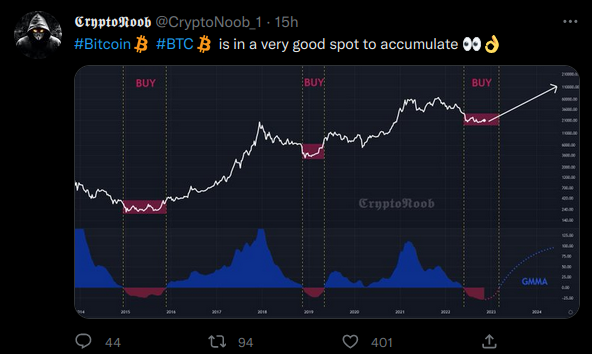 CryptoNoob @CryptoNoob_1 · 15h
#Bitcoin #BTC is in a very good spot to accumulate 👀👌
BUY BUY BUY
CryptoNoob
GMMA
2014 2015 2016 2017 2018 2019 2020 2021 2022 2023 2024
44 94 401